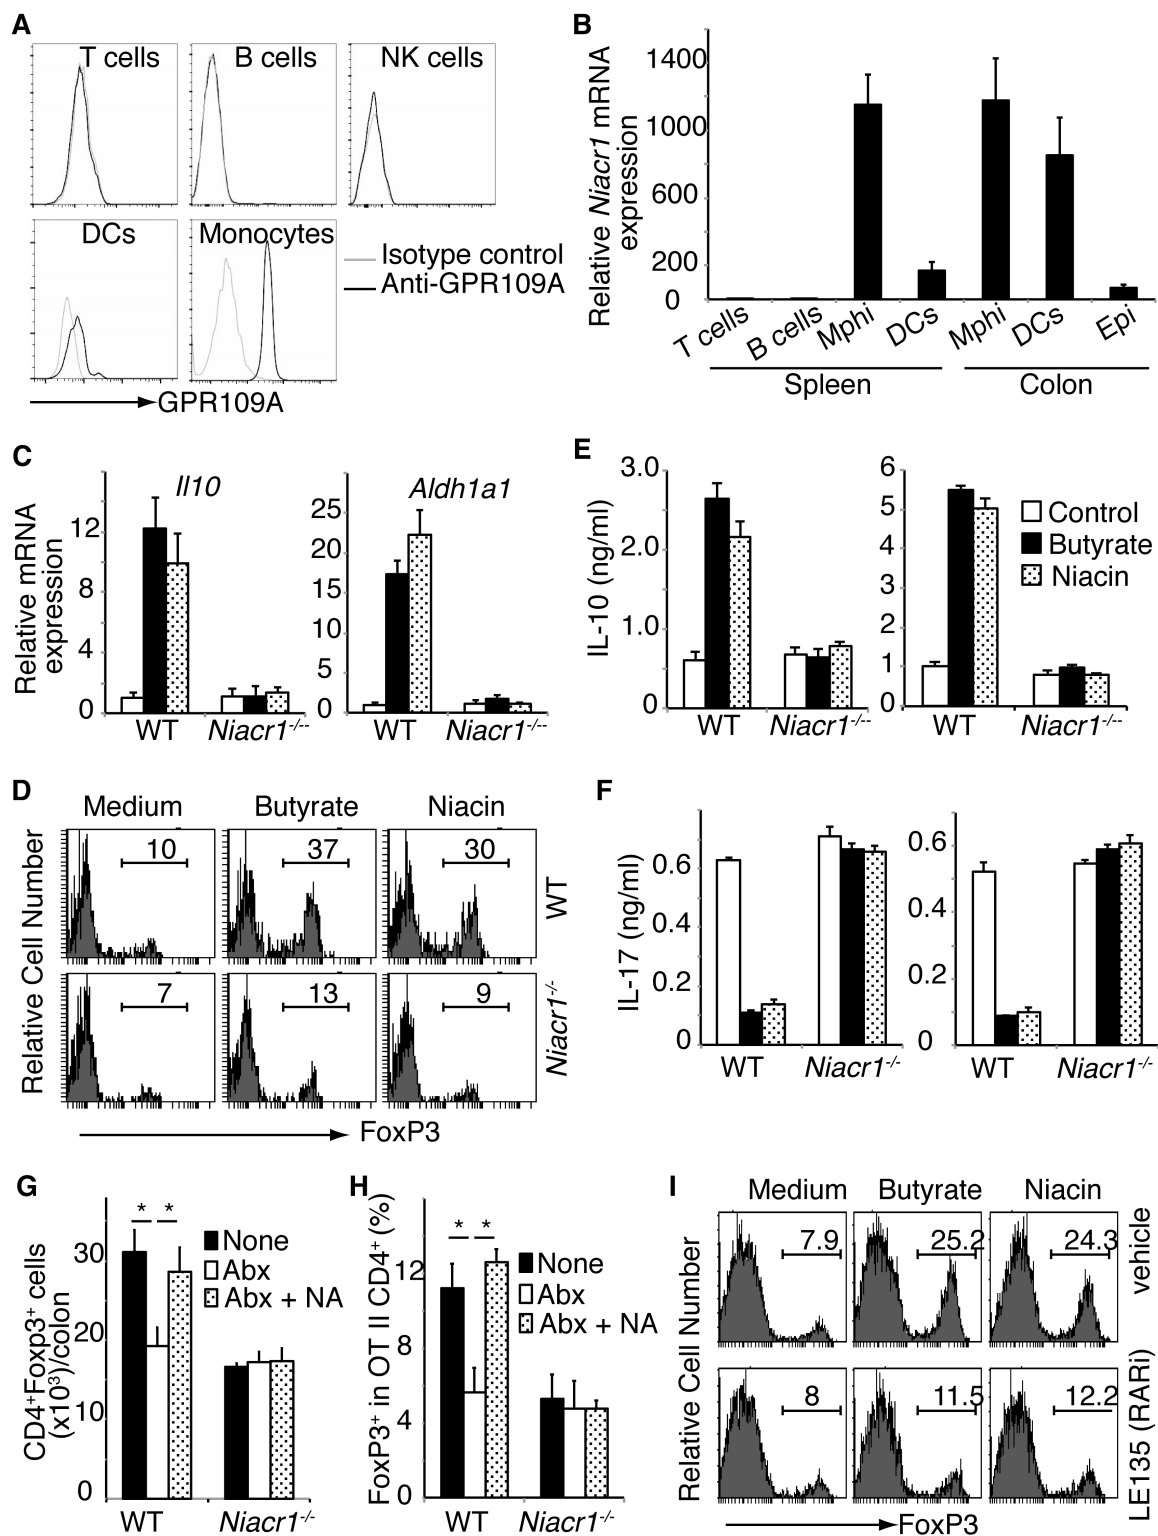 A
T cells
B cells
NK cells
DCs
Monocytes
Isotype control
Anti-GPR109A
GPR109A
B
Relative Niacr1 mRNA
expression
1400
1000
600
200
0
T cells
B cells
Mphi
DCs
Mphi
DCs
Epi
Spleen
Colon
C
Relative mRNA
expression
Il10
12
8
4
0
WT
Niacr1-/--
Aldh1a1
25
20
15
10
5
0
WT
Niacr1-/--
E
IL-10 (ng/ml)
3.0
2.0
1.0
0
WT
Niacr1-/--
6
5
4
3
2
1
0
WT
Niacr1-/--
Control
Butyrate
Niacin
D
Medium
Butyrate
Niacin
Relative Cell Number
10
37
30
WT
7
13
9
Niacr1-/-
FoxP3
F
IL-17 (ng/ml)
0.6
0.4
0.2
0
WT
Niacr1-/-
0.6
0.4
0.2
0
WT
Niacr1-/-
G
CD4+Foxp3+ cells
(x103)/colon
30
20
10
0
* *
None
Abx
Abx + NA
WT
Niacr1-/-
H
FoxP3+ in OT II CD4+ (%)
12
8
4
0
* *
None
Abx
Abx + NA
WT
Niacr1-/-
I
Medium
Butyrate
Niacin
Relative Cell Number
7.9
25.2
24.3
vehicle
8
11.5
12.2
LE135 (RARi)
FoxP3